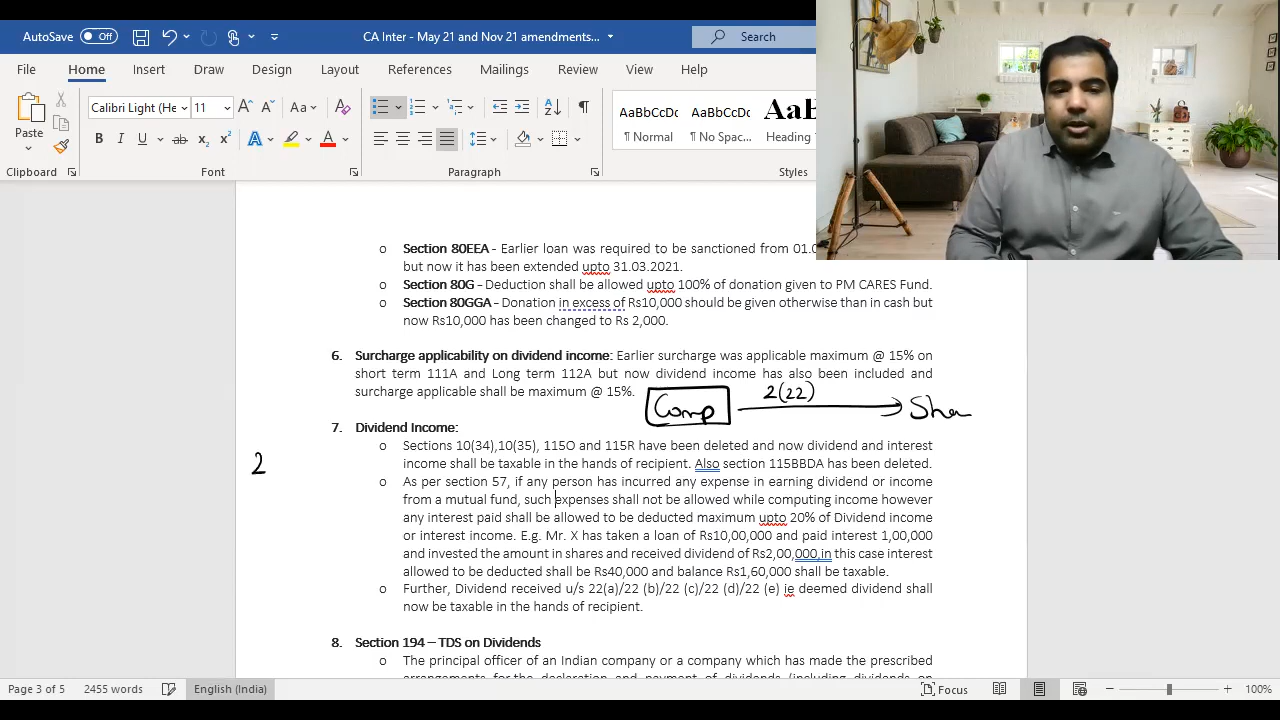 AutoSave Off CA Inter - May 21 and Nov 21 amendments... Search
File Home Insert Draw Design Layout References Mailings Review View Help
Paste Calibri Light (He 11 Aa AaBbCcDc AaBbCcDc AaB
B I U ab x₂ x² A A ¶ Normal ¶ No Spac... Heading
Clipboard Font Paragraph Styles
o Section 80EEA - Earlier loan was required to be sanctioned from 01.0
but now it has been extended upto 31.03.2021.
o Section 80G - Deduction shall be allowed upto 100% of donation given to PM CARES Fund.
o Section 80GGA - Donation in excess of Rs10,000 should be given otherwise than in cash but
now Rs10,000 has been changed to Rs 2,000.
6. Surcharge applicability on dividend income: Earlier surcharge was applicable maximum @ 15% on
short term 111A and Long term 112A but now dividend income has also been included and
surcharge applicable shall be maximum @ 15%.
Comp 2(22) Sha
7. Dividend Income:
o Sections 10(34),10(35), 115O and 115R have been deleted and now dividend and interest
income shall be taxable in the hands of recipient. Also section 115BBDA has been deleted.
2
o As per section 57, if any person has incurred any expense in earning dividend or income
from a mutual fund, such expenses shall not be allowed while computing income however
any interest paid shall be allowed to be deducted maximum upto 20% of Dividend income
or interest income. E.g. Mr. X has taken a loan of Rs10,00,000 and paid interest 1,00,000
and invested the amount in shares and received dividend of Rs2,00,000,in this case interest
allowed to be deducted shall be Rs40,000 and balance Rs1,60,000 shall be taxable.
o Further, Dividend received u/s 22(a)/22 (b)/22 (c)/22 (d)/22 (e) ie deemed dividend shall
now be taxable in the hands of recipient.
8. Section 194 – TDS on Dividends
o The principal officer of an Indian company or a company which has made the prescribed
arrangements for the declaration and payment of dividends (including dividends on
Page 3 of 5 2455 words English (India) Focus 100%